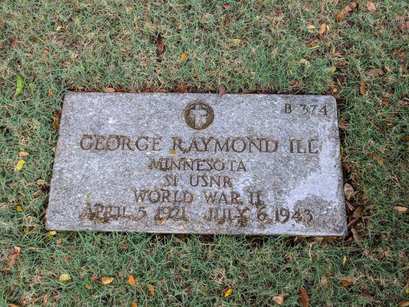 B 374
GEORGE RAYMOND ILL
MINNESOTA
S1 USNR
WORLD WAR II
APRIL 5 1921 JULY 6 1943